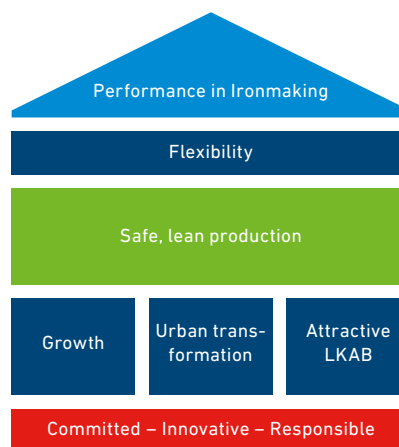 Performance in Ironmaking
Flexibility
Safe, lean production
Growth
Urban trans-
formation
Attractive
LKAB
Committed – Innovative – Responsible